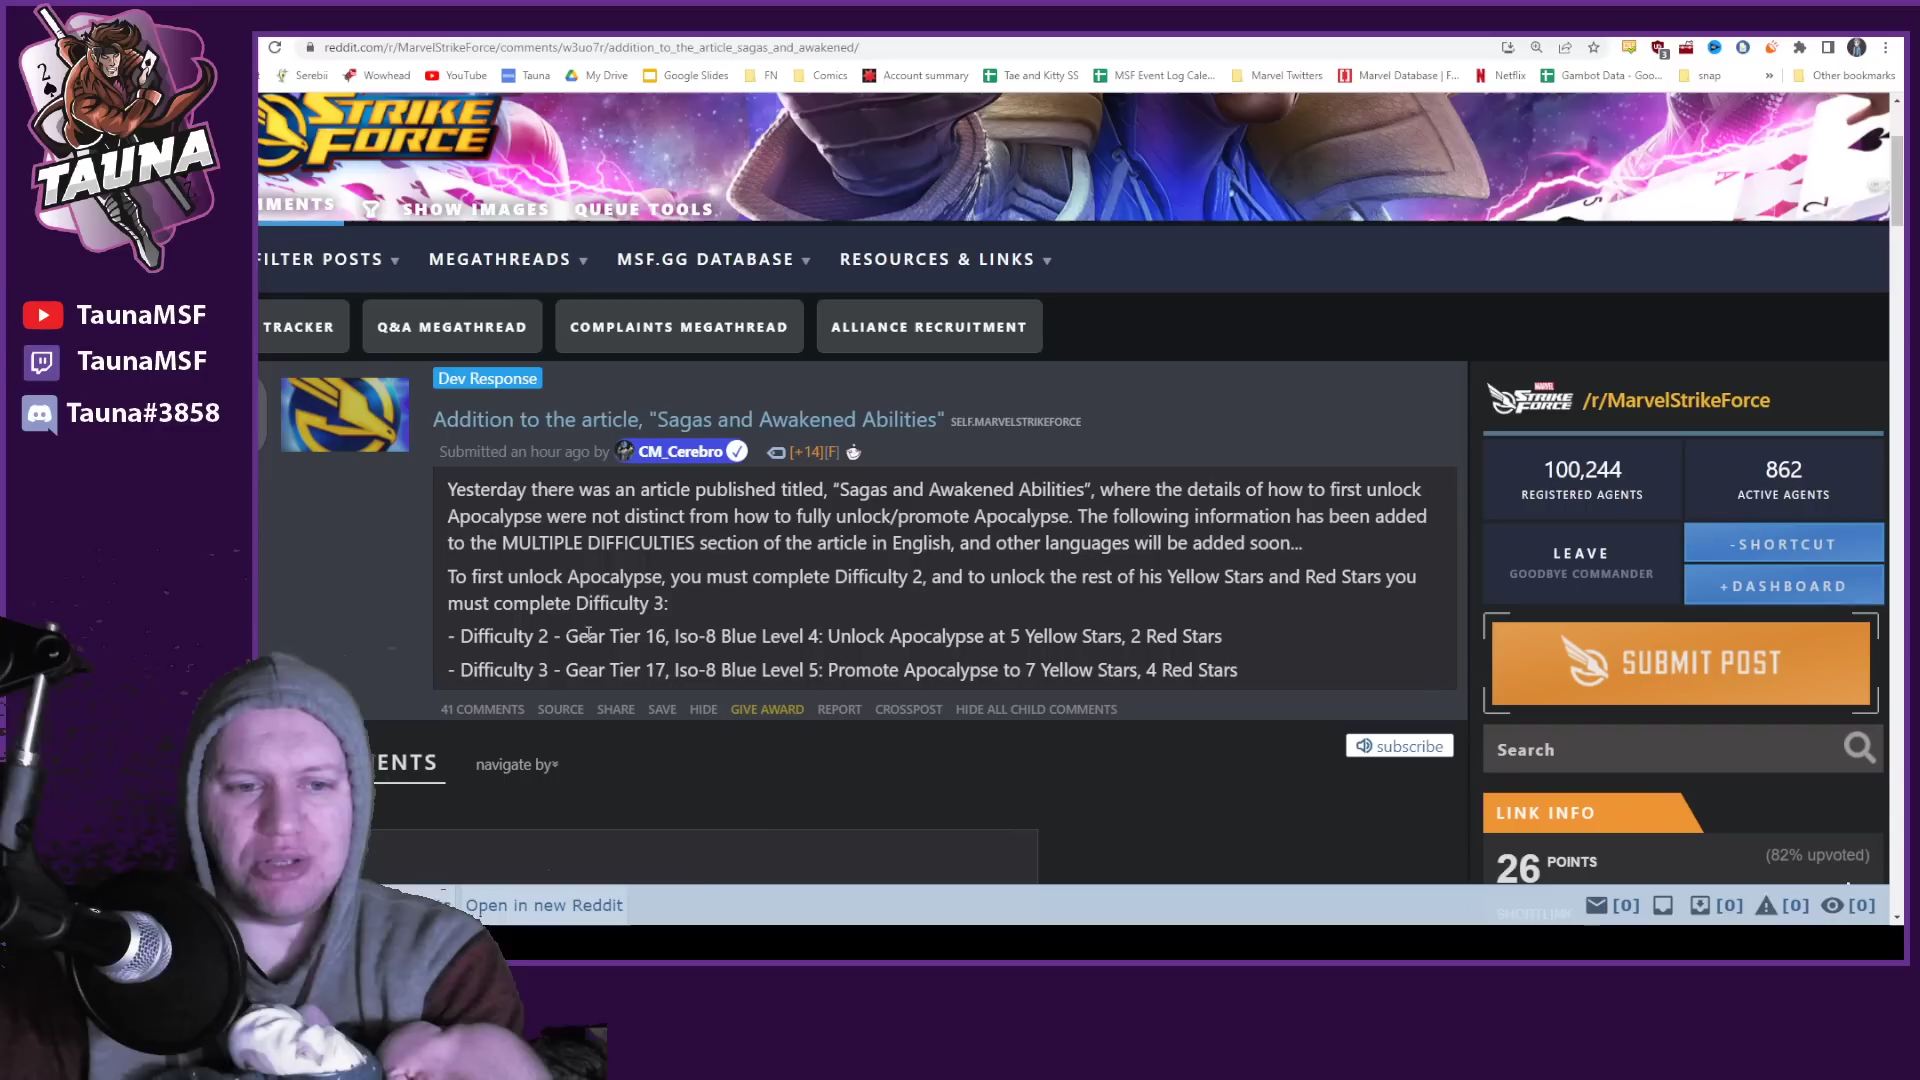 reddit.com/r/MarvelStrikeForce/comments/w3uo7r/addition_to_the_article_sagas_and_awakened/
Serebii Wowhead YouTube Tauna My Drive Google Slides FN Comics Account summary Tae and Kitty SS MSF Event Log Cale... Marvel Twitters Marvel Database | F... Netflix Gambot Data - Goo... snap » Other bookmarks
2
TAUNA
STRIKE
FORCE
MENTS SHOW IMAGES QUEUE TOOLS
FILTER POSTS MEGATHREADS MSF.GG DATABASE RESOURCES & LINKS
TaunaMSF
TaunaMSF
Tauna#3858
TRACKER Q&A MEGATHREAD COMPLAINTS MEGATHREAD ALLIANCE RECRUITMENT
Dev Response
Addition to the article, "Sagas and Awakened Abilities" SELF.MARVELSTRIKEFORCE
Submitted an hour ago by CM_Cerebro [+14][F]
Yesterday there was an article published titled, “Sagas and Awakened Abilities”, where the details of how to first unlock
Apocalypse were not distinct from how to fully unlock/promote Apocalypse. The following information has been added
to the MULTIPLE DIFFICULTIES section of the article in English, and other languages will be added soon...
To first unlock Apocalypse, you must complete Difficulty 2, and to unlock the rest of his Yellow Stars and Red Stars you
must complete Difficulty 3:
- Difficulty 2 - Gear Tier 16, Iso-8 Blue Level 4: Unlock Apocalypse at 5 Yellow Stars, 2 Red Stars
- Difficulty 3 - Gear Tier 17, Iso-8 Blue Level 5: Promote Apocalypse to 7 Yellow Stars, 4 Red Stars
41 COMMENTS SOURCE SHARE SAVE HIDE GIVE AWARD REPORT CROSSPOST HIDE ALL CHILD COMMENTS
subscribe
ENTS navigate by
Open in new Reddit
MARVEL STRIKE FORCE /r/MarvelStrikeForce
100,244 862
REGISTERED AGENTS ACTIVE AGENTS
LEAVE -SHORTCUT
GOODBYE COMMANDER +DASHBOARD
SUBMIT POST
Search
LINK INFO
26 POINTS (82% upvoted)
SHORTLINK
[0] [0] [0] [0]